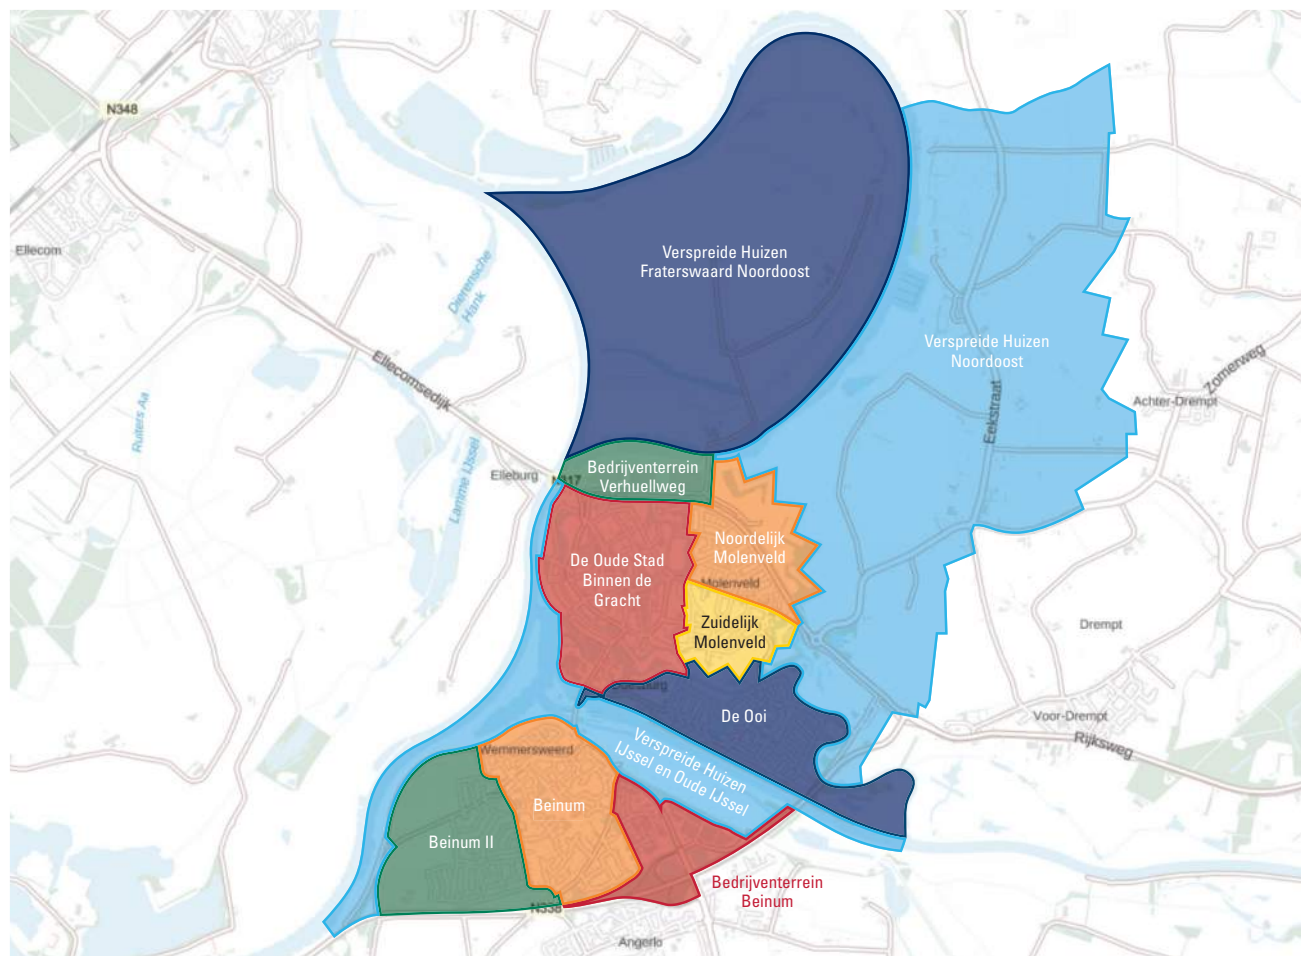 N348
Ellecom
Dierensche
Hank
Verspreide Huizen
Fraterswaard Noordoost
Verspreide Huizen
Noordoost
Ellecomsedijk
Ruiters Aa
Zomerweg
Achter-Drempt
Eekstraat
Lamme IJssel
Elleburg
N317
Bedrijventerrein
Verhuellweg
De Oude Stad
Binnen de
Gracht
Noordelijk
Molenveld
Molenveld
Zuidelijk
Molenveld
Drempt
Doesburg
De Ooi
Voor-Drempt
Rijksweg
Verspreide Huizen
IJssel en Oude IJssel
Wemmersweerd
Beinum
Beinum II
Bedrijventerrein
Beinum
N338
Angerlo